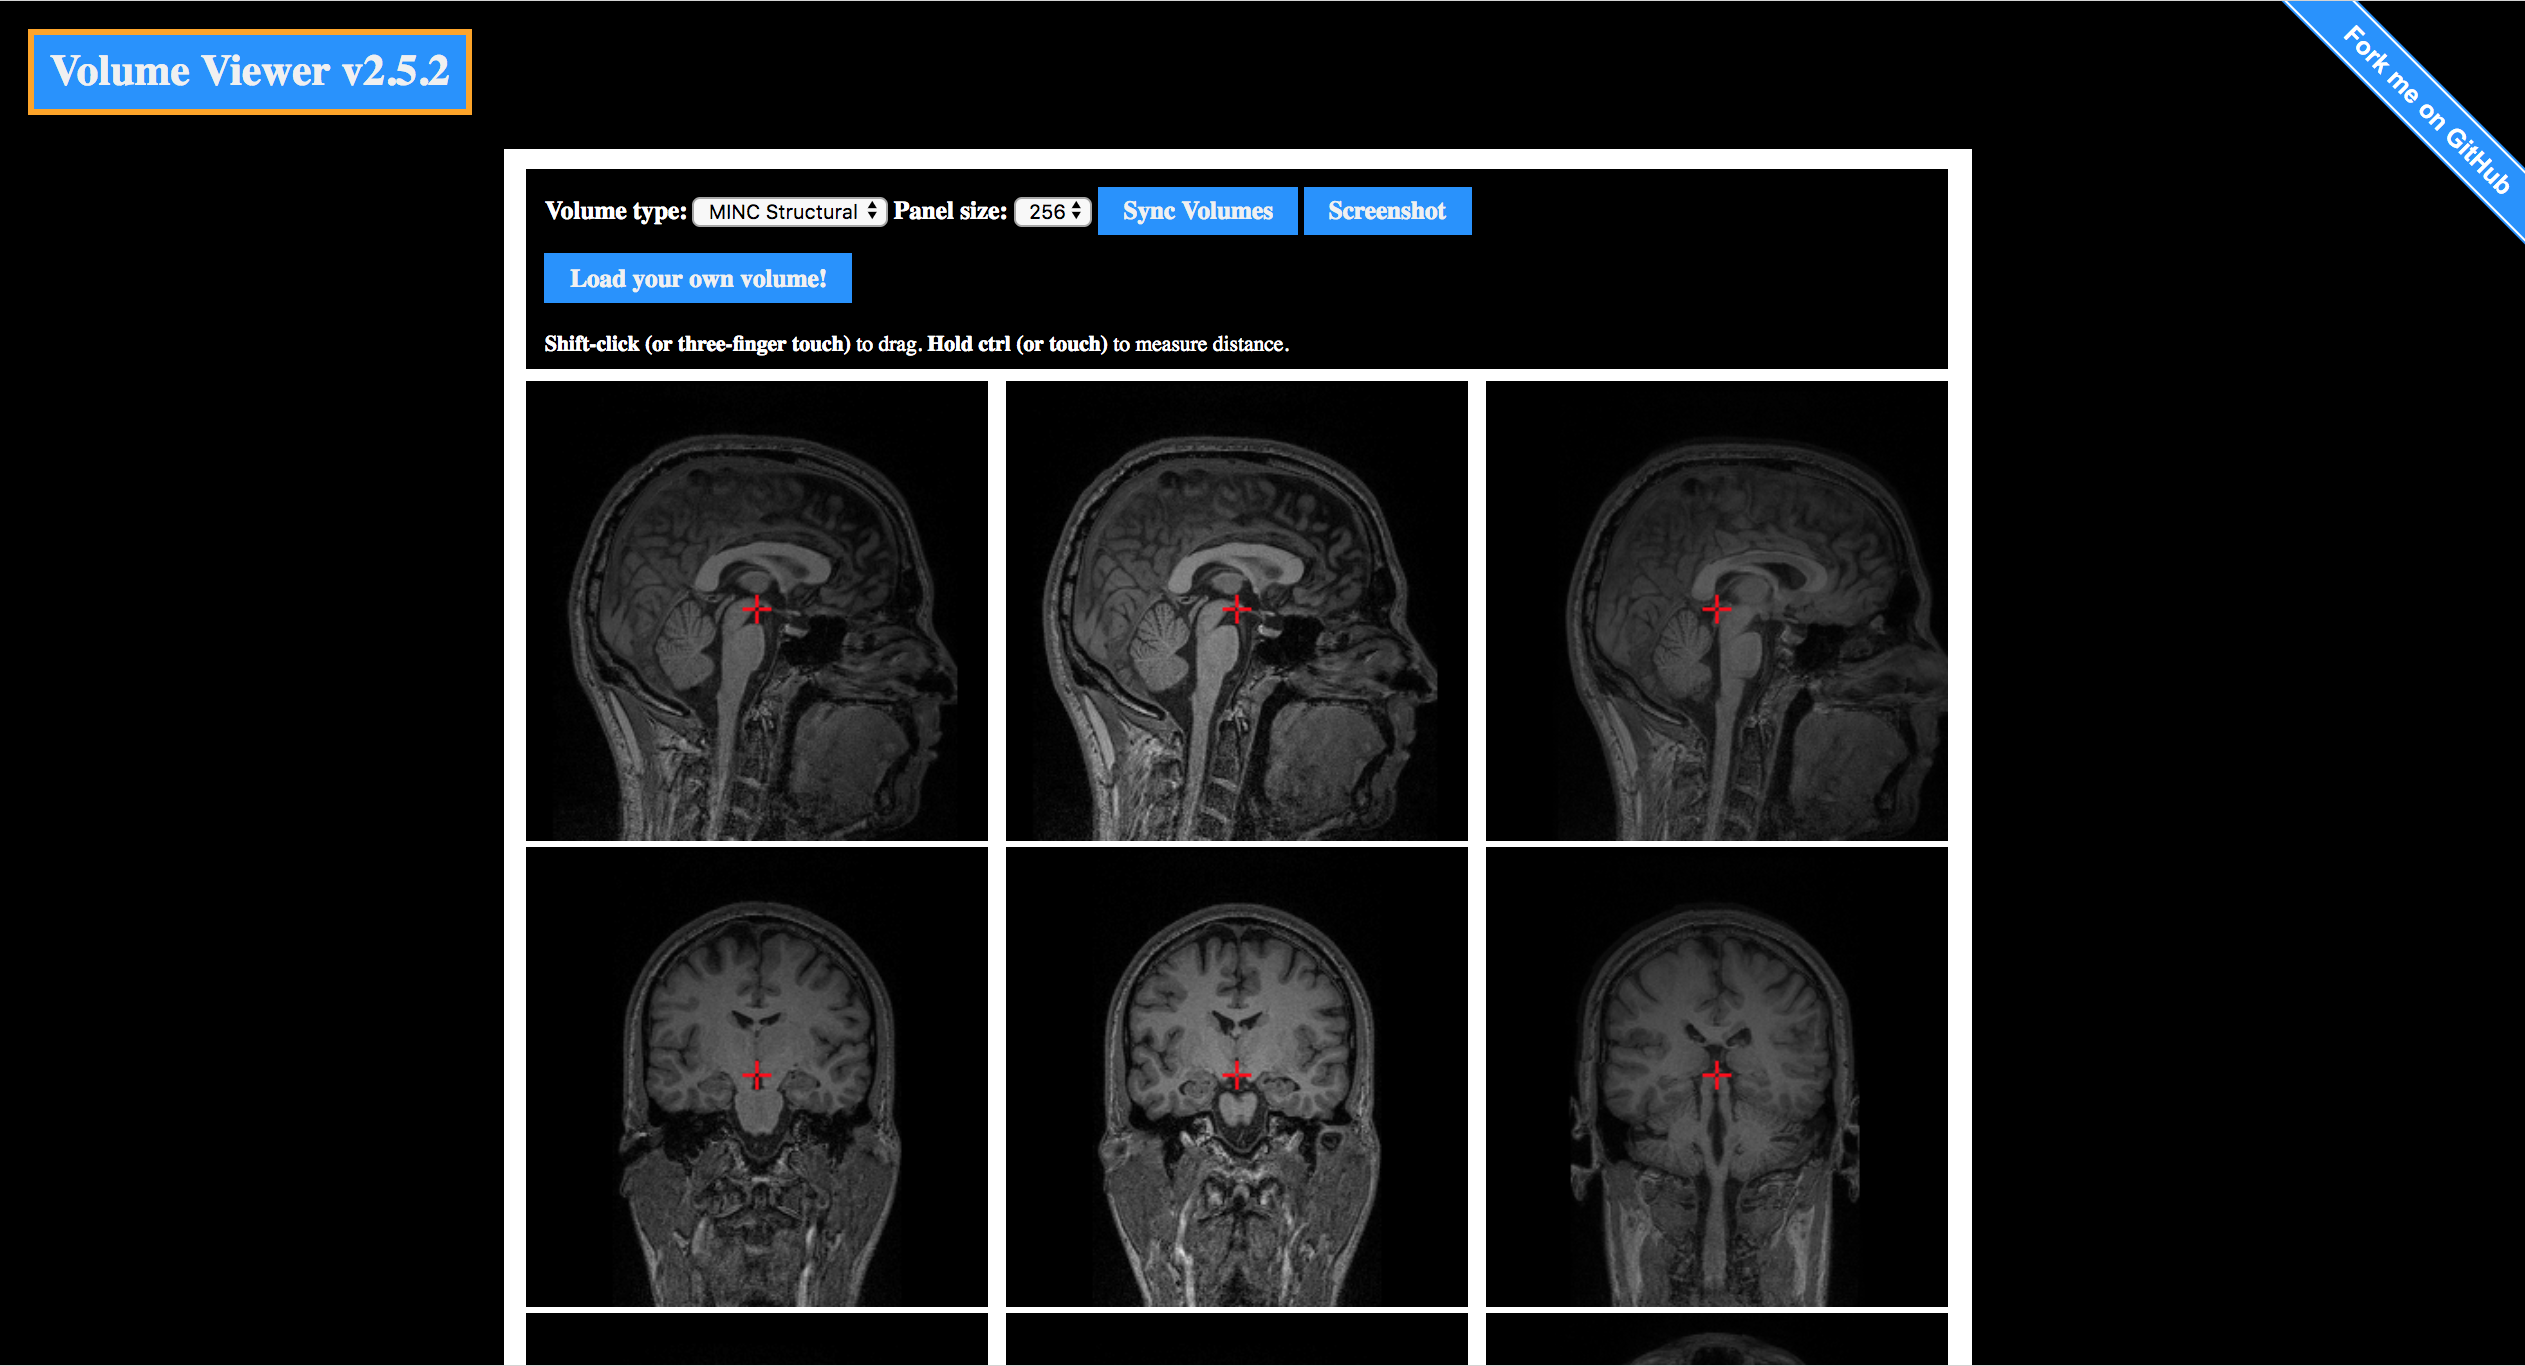 Volume Viewer v2.5.2
Fork me on GitHub
Volume type: MINC Structural Panel size: 256 Sync Volumes Screenshot
Load your own volume!
Shift-click (or three-finger touch) to drag. Hold ctrl (or touch) to measure distance.